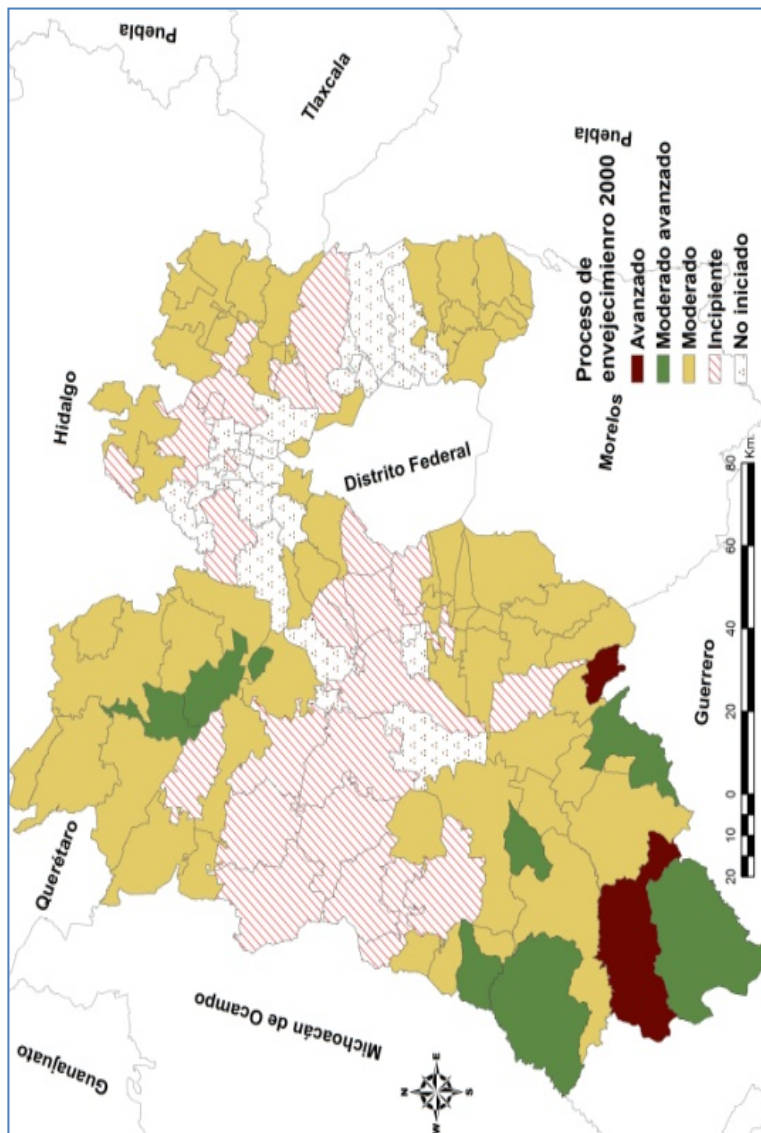 Guanajuato
Querétaro
Hidalgo
Puebla
Tlaxcala
Michoacán de Ocampo
Distrito Federal
Puebla
Morelos
Guerrero
N
W
E
S
Proceso de
envejecimienro 2000
Avanzado
Moderado avanzado
Moderado
Incipiente
No iniciado
20 10 0 20 40 60 80
Km.